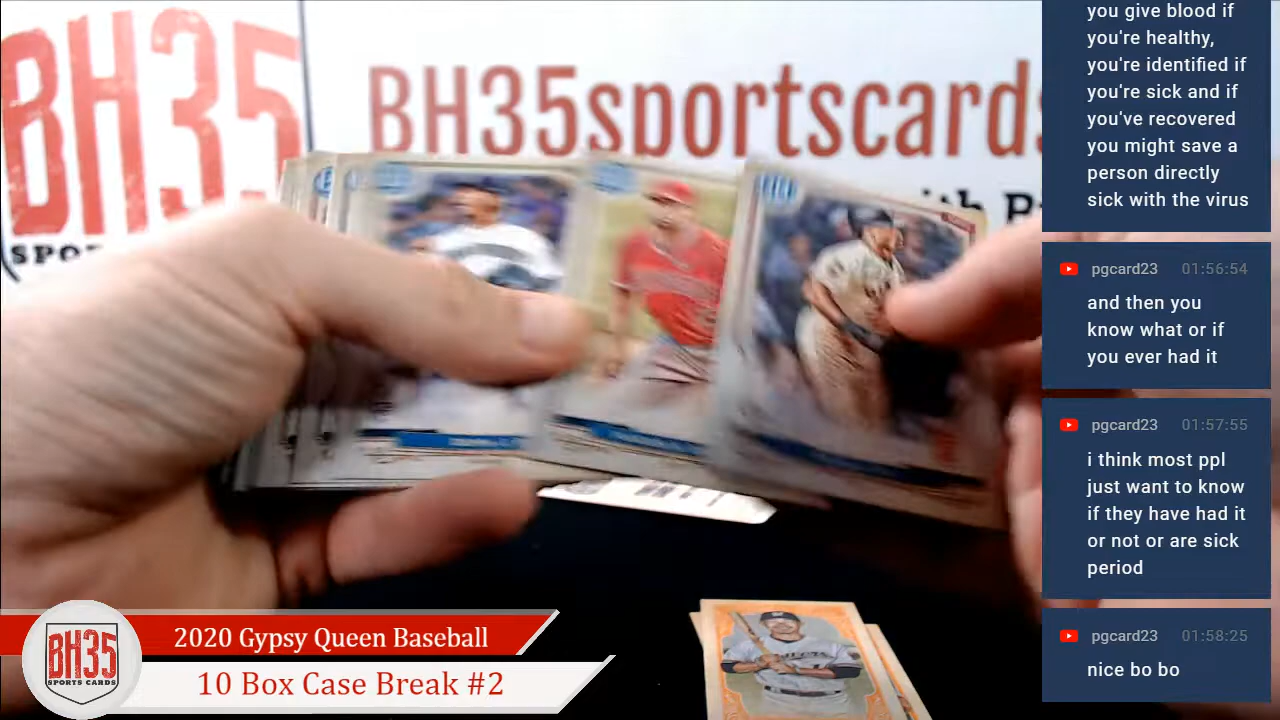 BH35
SPOR
BH35sportscards
you give blood if
you're healthy,
you're identified if
you're sick and if
you've recovered
you might save a
person directly
sick with the virus
pgcard23 01:56:54
and then you
know what or if
you ever had it
pgcard23 01:57:55
i think most ppl
just want to know
if they have had it
or not or are sick
period
pgcard23 01:58:25
nice bo bo
BH35
SPORTS CARDS
2020 Gypsy Queen Baseball
10 Box Case Break #2